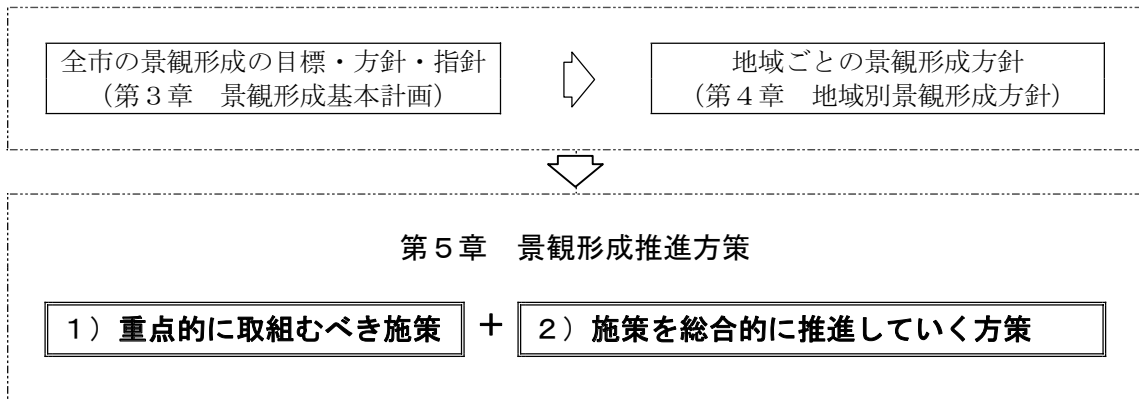 全市の景観形成の目標・方針・指針
（第３章　景観形成基本計画）
地域ごとの景観形成方針
（第４章　地域別景観形成方針）
第５章　景観形成推進方策
１）重点的に取組むべき施策
＋
２）施策を総合的に推進していく方策